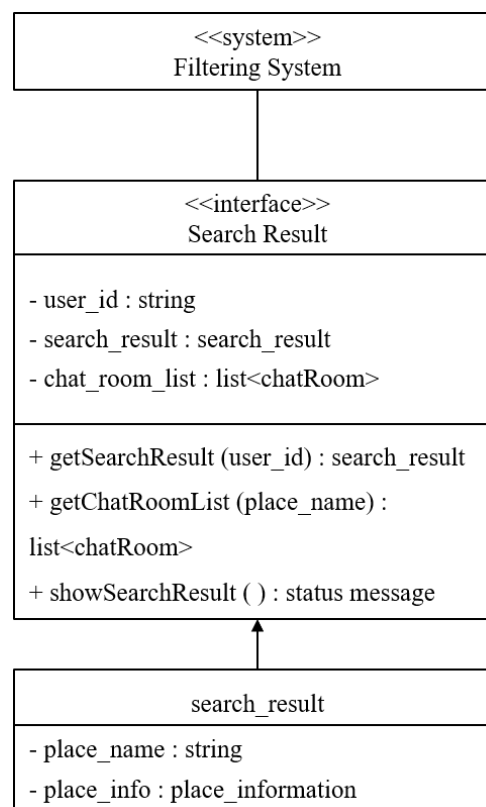 <<system>>
Filtering System
<<interface>>
Search Result
- user_id : string
- search_result : search_result
- chat_room_list : list<chatRoom>
+ getSearchResult (user_id) : search_result
+ getChatRoomList (place_name) :
list<chatRoom>
+ showSearchResult ( ) : status message
search_result
- place_name : string
- place_info : place_information